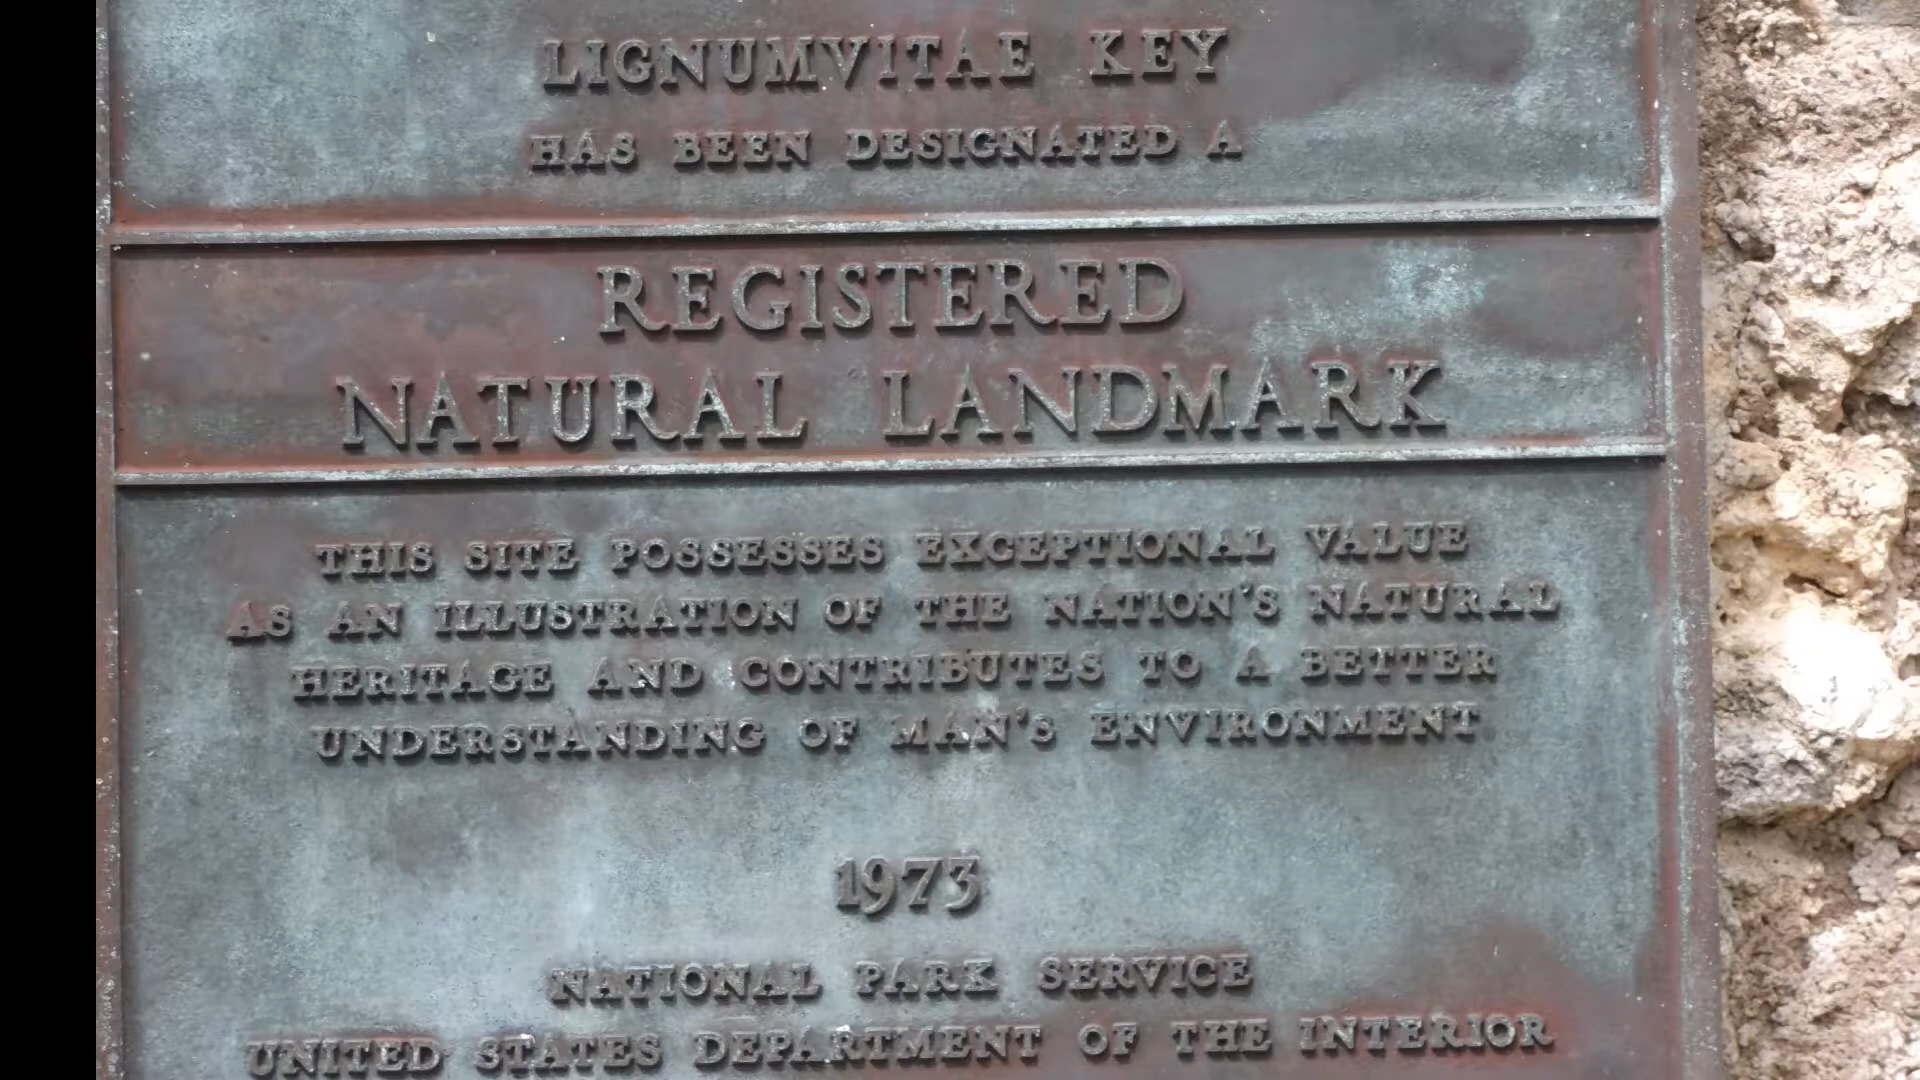 LIGNUMVITAE KEY
HAS BEEN DESIGNATED A
REGISTERED
NATURAL LANDMARK
THIS SITE POSSESSES EXCEPTIONAL VALUE
AS AN ILLUSTRATION OF THE NATION'S NATURAL
HERITAGE AND CONTRIBUTES TO A BETTER
UNDERSTANDING OF MAN'S ENVIRONMENT
1973
NATIONAL PARK SERVICE
UNITED STATES DEPARTMENT OF THE INTERIOR